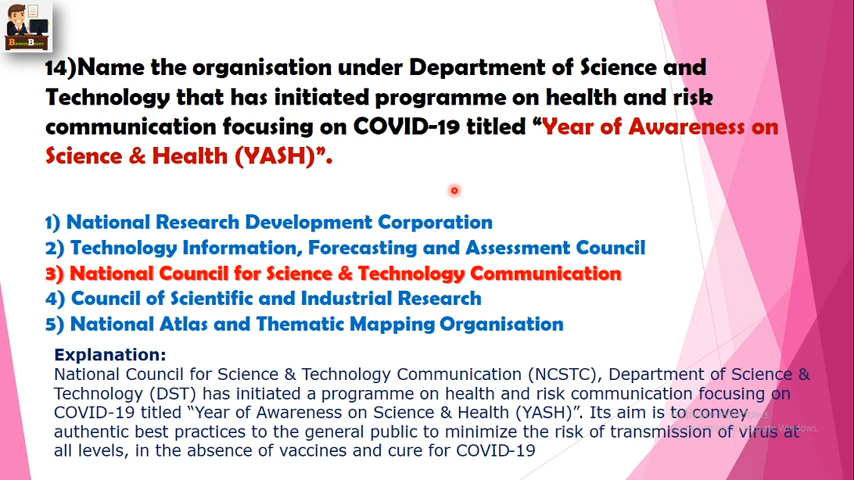 14)Name the organisation under Department of Science and
Technology that has initiated programme on health and risk
communication focusing on COVID-19 titled “Year of Awareness on
Science & Health (YASH)”.
1) National Research Development Corporation
2) Technology Information, Forecasting and Assessment Council
3) National Council for Science & Technology Communication
4) Council of Scientific and Industrial Research
5) National Atlas and Thematic Mapping Organisation
Explanation:
National Council for Science & Technology Communication (NCSTC), Department of Science &
Technology (DST) has initiated a programme on health and risk communication focusing on
COVID-19 titled “Year of Awareness on Science & Health (YASH)”. Its aim is to convey
authentic best practices to the general public to minimize the risk of transmission of virus at
all levels, in the absence of vaccines and cure for COVID-19